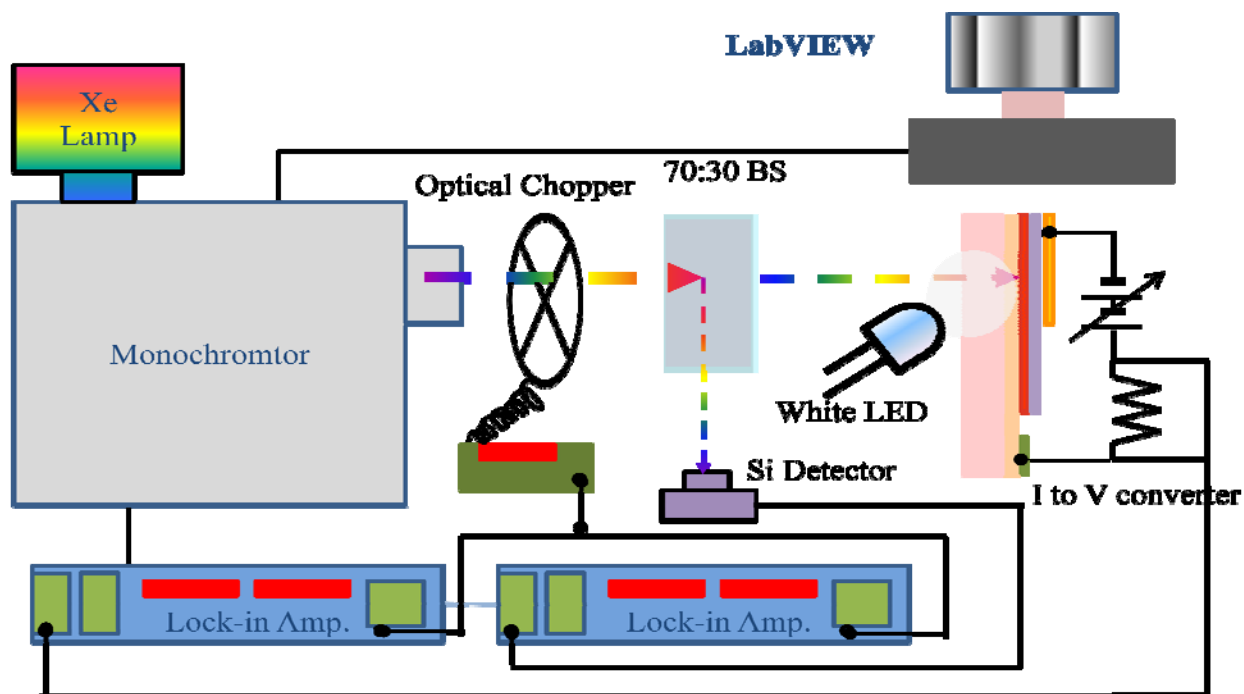 LabVIEW
Xe
Lamp
70:30 BS
Optical Chopper
Monochromtor
White LED
Si Detector
I to V converter
Lock-in Amp.
Lock-in Amp.